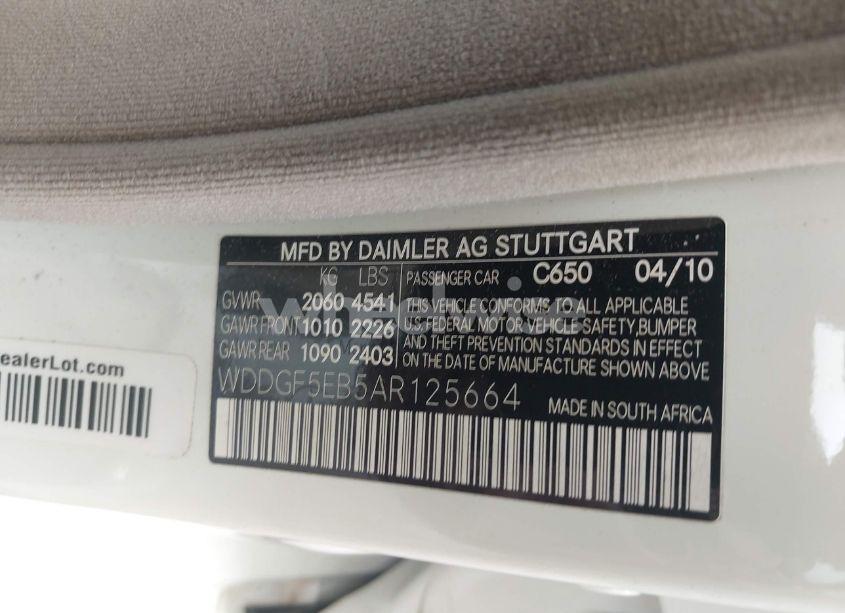 MFD BY DAIMLER AG STUTTGART
KG LBS PASSENGER CAR C650 04/10
GVWR 2060 4541 THIS VEHICLE CONFORMS TO ALL APPLICABLE
GAWR FRONT 1010 2226 U.S. FEDERAL MOTOR VEHICLE SAFETY, BUMPER
GAWR REAR 1090 2403 AND THEFT PREVENTION STANDARDS IN EFFECT
ON THE DATE OF MANUFACTURE SHOWN ABOVE
WDDGF5EB5AR125664 MADE IN SOUTH AFRICA
ealerLot.com
wheelwise